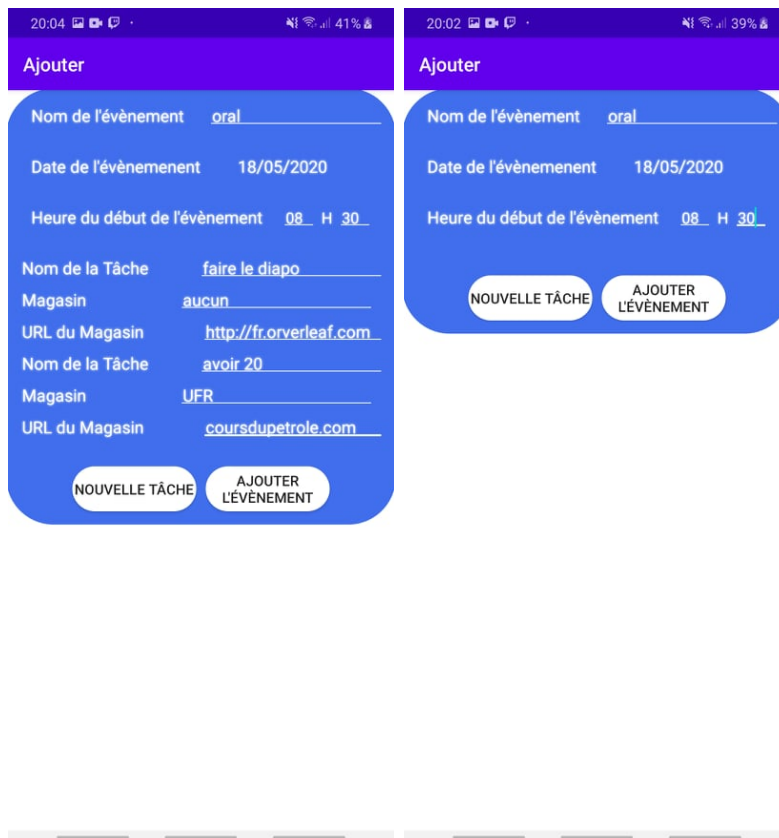 20:04 41%
Ajouter
Nom de l'évènement oral
Date de l'évènemenent 18/05/2020
Heure du début de l'évènement 08 H 30
Nom de la Tâche faire le diapo
Magasin aucun
URL du Magasin http://fr.orverleaf.com
Nom de la Tâche avoir 20
Magasin UFR
URL du Magasin coursdupetrole.com
NOUVELLE TÂCHE
AJOUTER
L'ÉVÈNEMENT
20:02 39%
Ajouter
Nom de l'évènement oral
Date de l'évènemenent 18/05/2020
Heure du début de l'évènement 08 H 30
NOUVELLE TÂCHE
AJOUTER
L'ÉVÈNEMENT